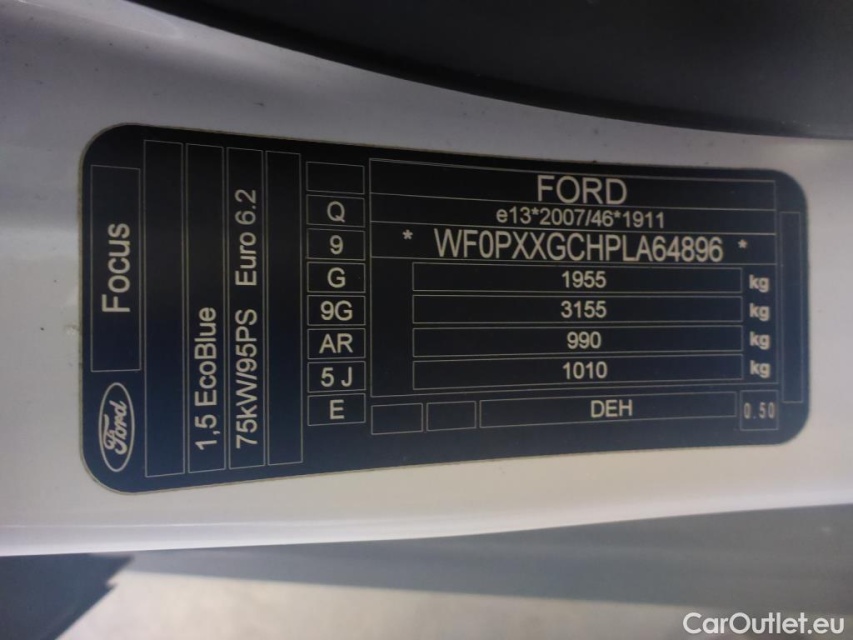 FORD
e13*2007/46*1911
* WF0PXXGCHPLA64896 *
1955 kg
3155 kg
990 kg
1010 kg
DEH 0.50
Q
9
G
9G
AR
5 J
E
Focus
1,5 EcoBlue
75kW/95PS Euro 6.2
Ford
CarOutlet.eu